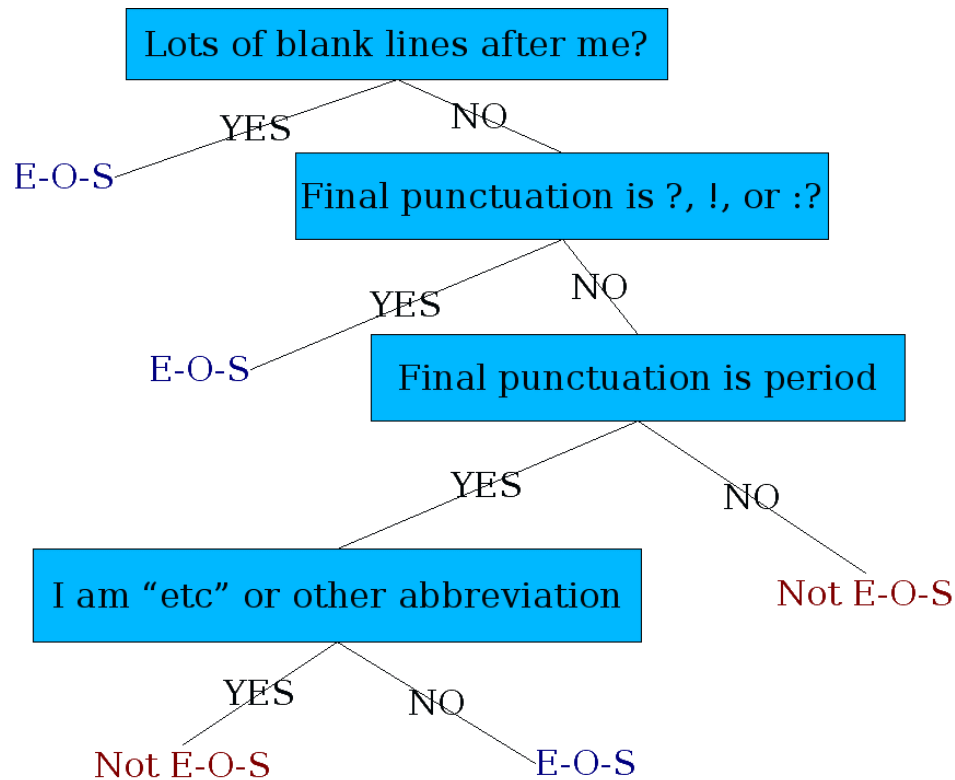 Lots of blank lines after me?
YES
NO
E-O-S
Final punctuation is ?, !, or :?
YES
NO
E-O-S
Final punctuation is period
YES
NO
I am “etc” or other abbreviation
Not E-O-S
YES
NO
Not E-O-S
E-O-S